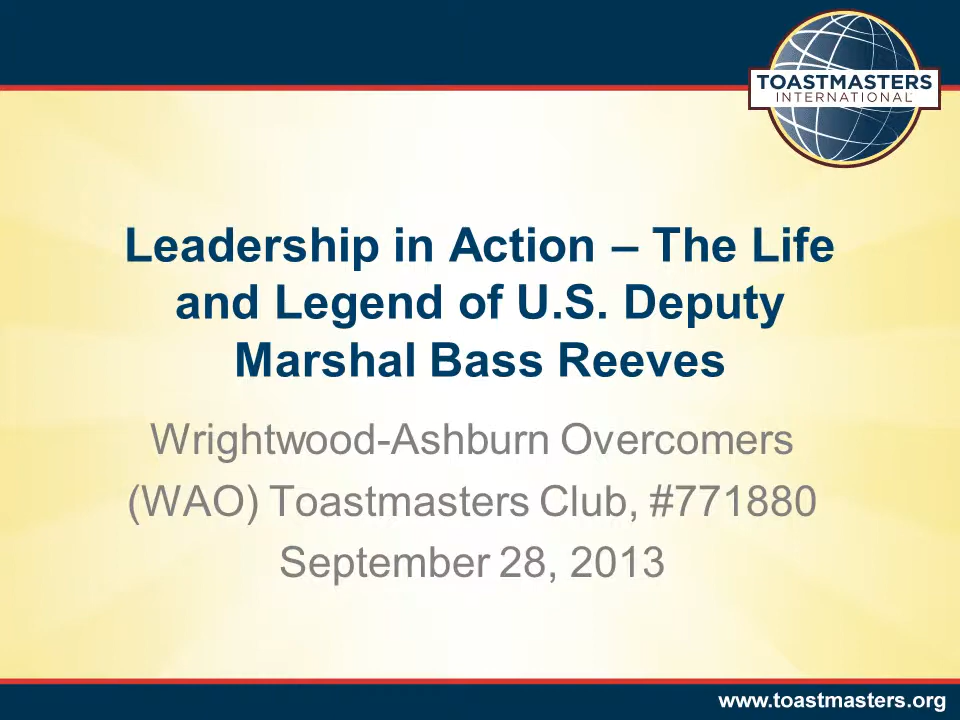 TOASTMASTERS
INTERNATIONAL
Leadership in Action – The Life
and Legend of U.S. Deputy
Marshal Bass Reeves
Wrightwood-Ashburn Overcomers
(WAO) Toastmasters Club, #771880
September 28, 2013
www.toastmasters.org